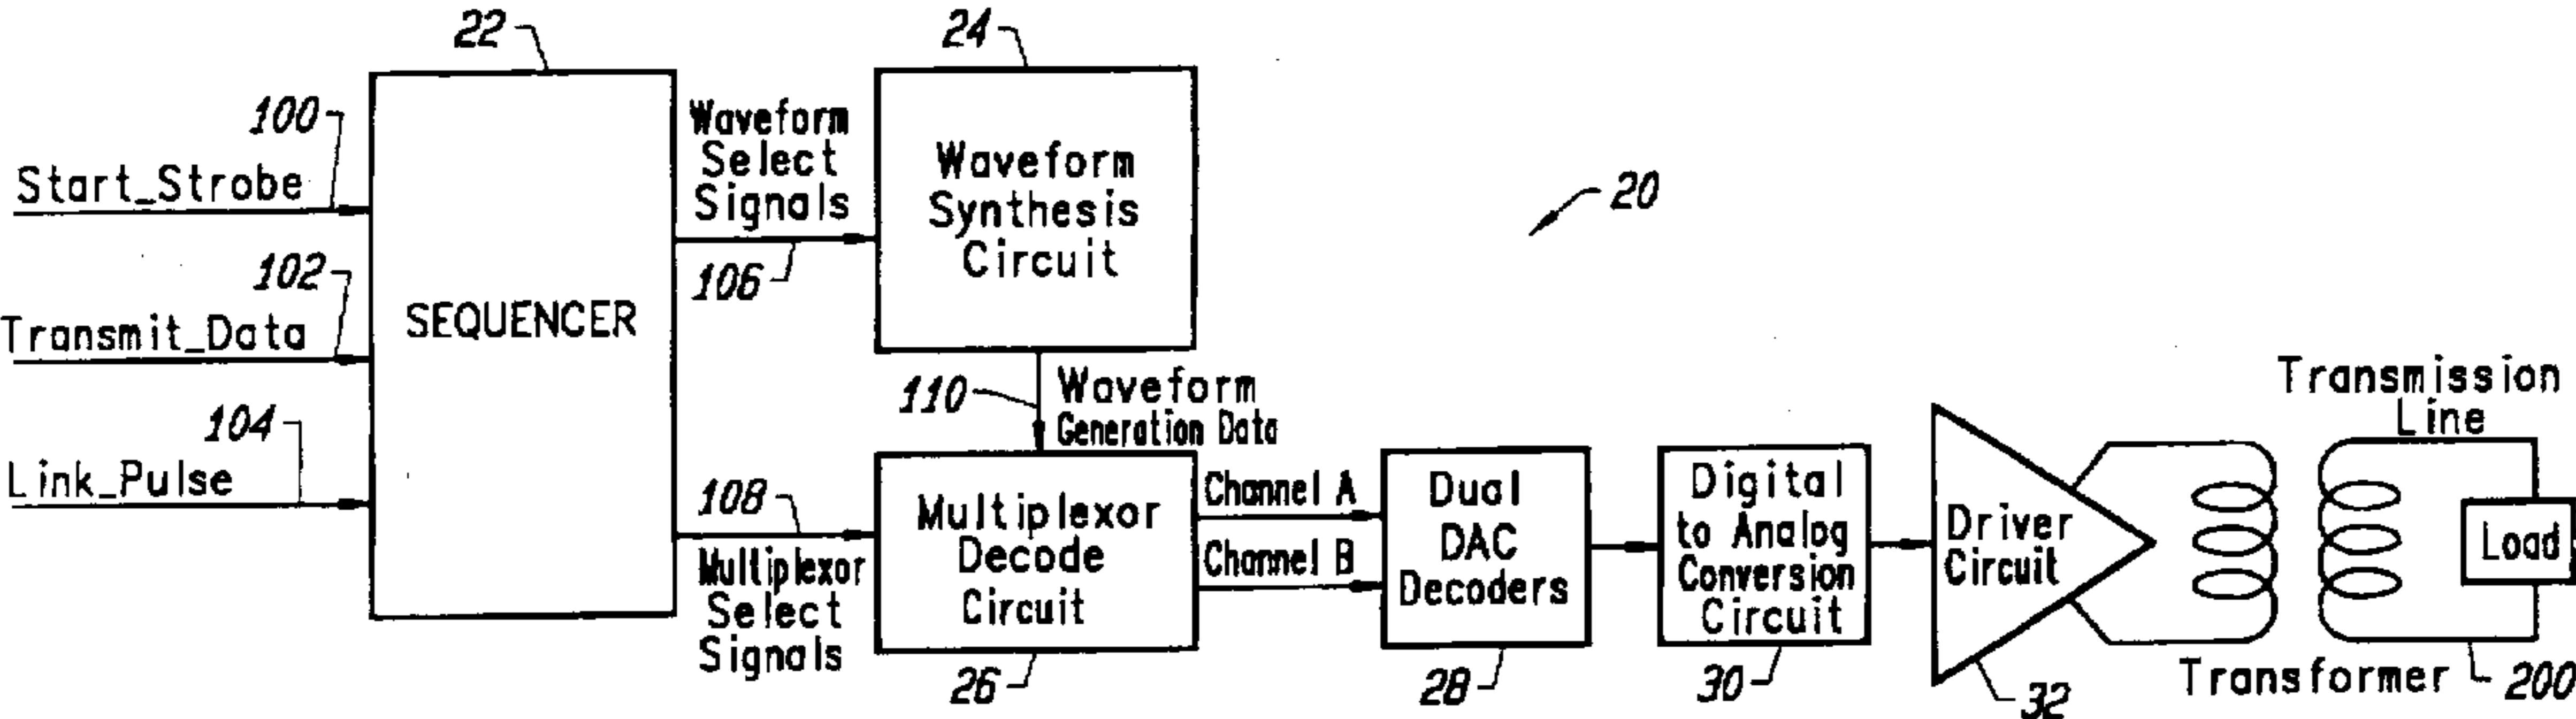 22
24
100
Start_Strobe
102
Transmit_Data
104
Link_Pulse
SEQUENCER
Waveform
Select
Signals
106
Waveform
Synthesis
Circuit
20
110
Waveform
Generation Data
108
Multiplexor
Select
Signals
Multiplexor
Decode
Circuit
26
Channel A
Channel B
Dual
DAC
Decoders
28
Digital
to Analog
Conversion
Circuit
30
Driver
Circuit
32
Transmission
Line
Load
Transformer
200